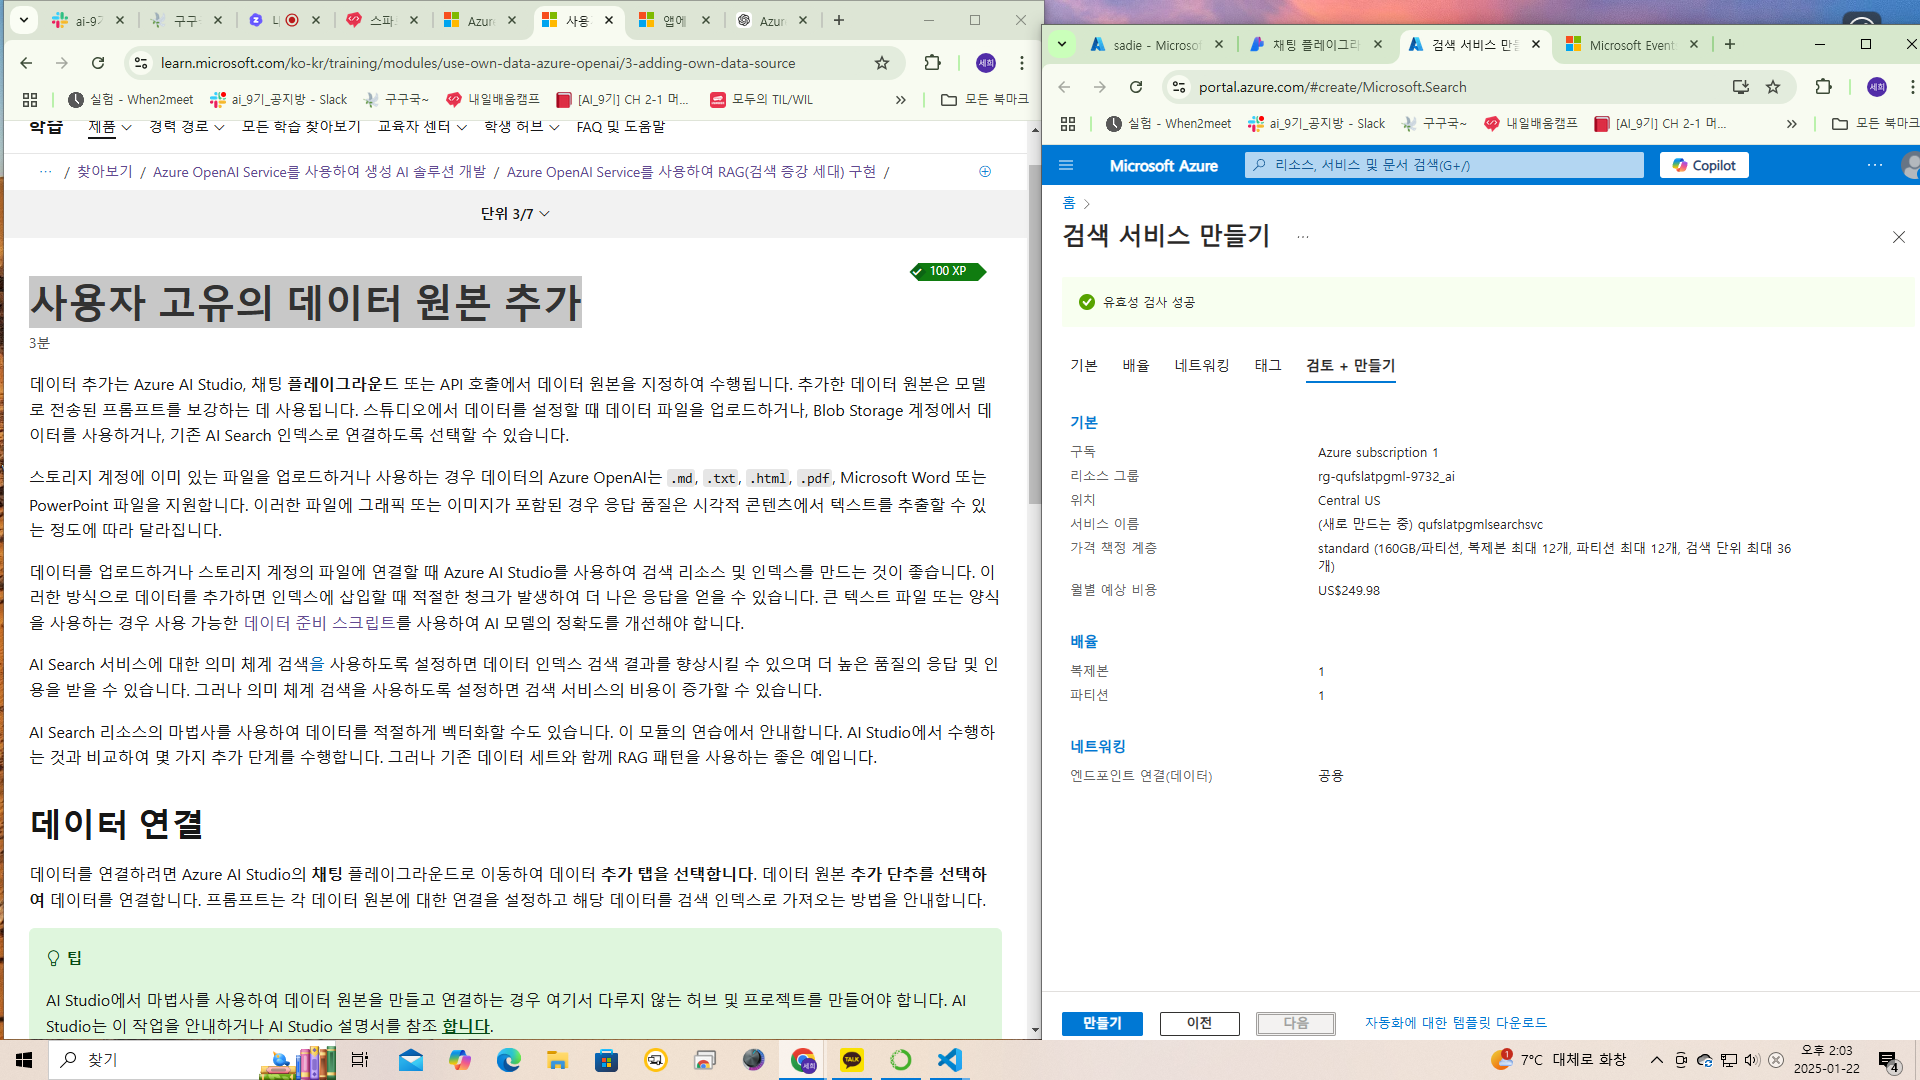 ai-9
구구
스파르
Azure
사용
앱에
Azur
learn.microsoft.com/ko-kr/training/modules/use-own-data-azure-openai/3-adding-own-data-source
실험 - When2meet
ai_9기_공지방 - Slack
구구국~
내일배움캠프
[AI_9기] CH 2-1 머...
모두의 TIL/WIL
모든 북마크
학습
제품
경력 경로
모든 학습 찾아보기
교육자 센터
학생 허브
FAQ 및 도움말
··· / 찾아보기 / Azure OpenAI Service를 사용하여 생성 AI 솔루션 개발 / Azure OpenAI Service를 사용하여 RAG(검색 증강 세대) 구현 /
단위 3/7
100 XP
사용자 고유의 데이터 원본 추가
3분
데이터 추가는 Azure AI Studio, 채팅 플레이그라운드 또는 API 호출에서 데이터 원본을 지정하여 수행됩니다. 추가한 데이터 원본은 모델
로 전송된 프롬프트를 보강하는 데 사용됩니다. 스튜디오에서 데이터를 설정할 때 데이터 파일을 업로드하거나, Blob Storage 계정에서 데
이터를 사용하거나, 기존 AI Search 인덱스로 연결하도록 선택할 수 있습니다.
스토리지 계정에 이미 있는 파일을 업로드하거나 사용하는 경우 데이터의 Azure OpenAI는 .md, .txt, .html, .pdf, Microsoft Word 또는
PowerPoint 파일을 지원합니다. 이러한 파일에 그래픽 또는 이미지가 포함된 경우 응답 품질은 시각적 콘텐츠에서 텍스트를 추출할 수 있
는 정도에 따라 달라집니다.
데이터를 업로드하거나 스토리지 계정의 파일에 연결할 때 Azure AI Studio를 사용하여 검색 리소스 및 인덱스를 만드는 것이 좋습니다. 이
러한 방식으로 데이터를 추가하면 인덱스에 삽입할 때 적절한 청크가 발생하여 더 나은 응답을 얻을 수 있습니다. 큰 텍스트 파일 또는 양식
을 사용하는 경우 사용 가능한 데이터 준비 스크립트를 사용하여 AI 모델의 정확도를 개선해야 합니다.
AI Search 서비스에 대한 의미 체계 검색을 사용하도록 설정하면 데이터 인덱스 검색 결과를 향상시킬 수 있으며 더 높은 품질의 응답 및 인
용을 받을 수 있습니다. 그러나 의미 체계 검색을 사용하도록 설정하면 검색 서비스의 비용이 증가할 수 있습니다.
AI Search 리소스의 마법사를 사용하여 데이터를 적절하게 벡터화할 수도 있습니다. 이 모듈의 연습에서 안내합니다. AI Studio에서 수행하
는 것과 비교하여 몇 가지 추가 단계를 수행합니다. 그러나 기존 데이터 세트와 함께 RAG 패턴을 사용하는 좋은 예입니다.
데이터 연결
데이터를 연결하려면 Azure AI Studio의 채팅 플레이그라운드로 이동하여 데이터 추가 탭을 선택합니다. 데이터 원본 추가 단추를 선택하
여 데이터를 연결합니다. 프롬프트는 각 데이터 원본에 대한 연결을 설정하고 해당 데이터를 검색 인덱스로 가져오는 방법을 안내합니다.
팁
AI Studio에서 마법사를 사용하여 데이터 원본을 만들고 연결하는 경우 여기서 다루지 않는 허브 및 프로젝트를 만들어야 합니다. AI
Studio는 이 작업을 안내하거나 AI Studio 설명서를 참조 합니다.
sadie - Microso
채팅 플레이그라
검색 서비스 만들
Microsoft Event
portal.azure.com/#create/Microsoft.Search
세희
실험 - When2meet
ai_9기_공지방 - Slack
구구국~
내일배움캠프
[AI_9기] CH 2-1 머...
모든 북마크
Microsoft Azure
리소스, 서비스 및 문서 검색(G+/)
Copilot
홈
검색 서비스 만들기
유효성 검사 성공
기본
배율
네트워킹
태그
검토 + 만들기
기본
구독 Azure subscription 1
리소스 그룹 rg-qufslatpgml-9732_ai
위치 Central US
서비스 이름 (새로 만드는 중) qufslatpgmlsearchsvc
가격 책정 계층 standard (160GB/파티션, 복제본 최대 12개, 파티션 최대 12개, 검색 단위 최대 36
개)
월별 예상 비용 US$249.98
배율
복제본 1
파티션 1
네트워킹
엔드포인트 연결(데이터) 공용
만들기
이전
다음
자동화에 대한 템플릿 다운로드
찾기
TALK
7°C 대체로 화창
오후 2:03
2025-01-22
4